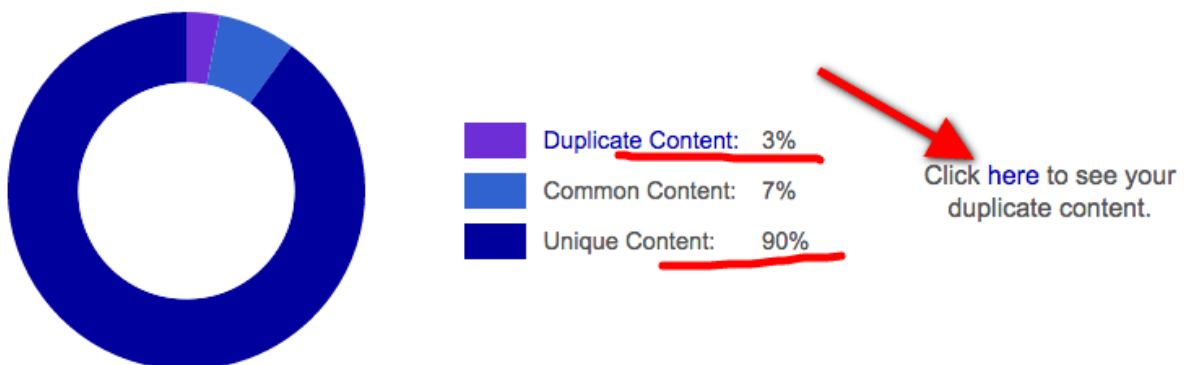 Duplicate Content: 3%
Common Content: 7%
Unique Content: 90%
Click here to see your
duplicate content.